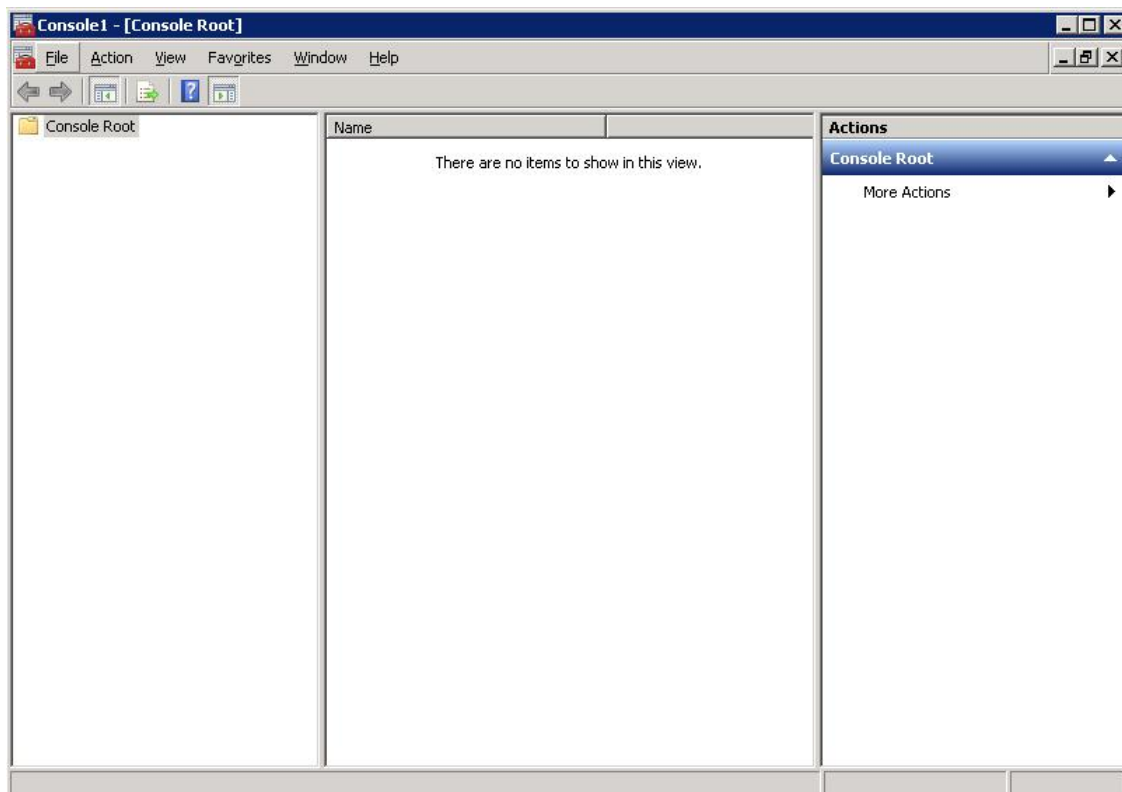 Console1 - [Console Root]
File Action View Favorites Window Help
?
Console Root
Name
There are no items to show in this view.
Actions
Console Root
More Actions